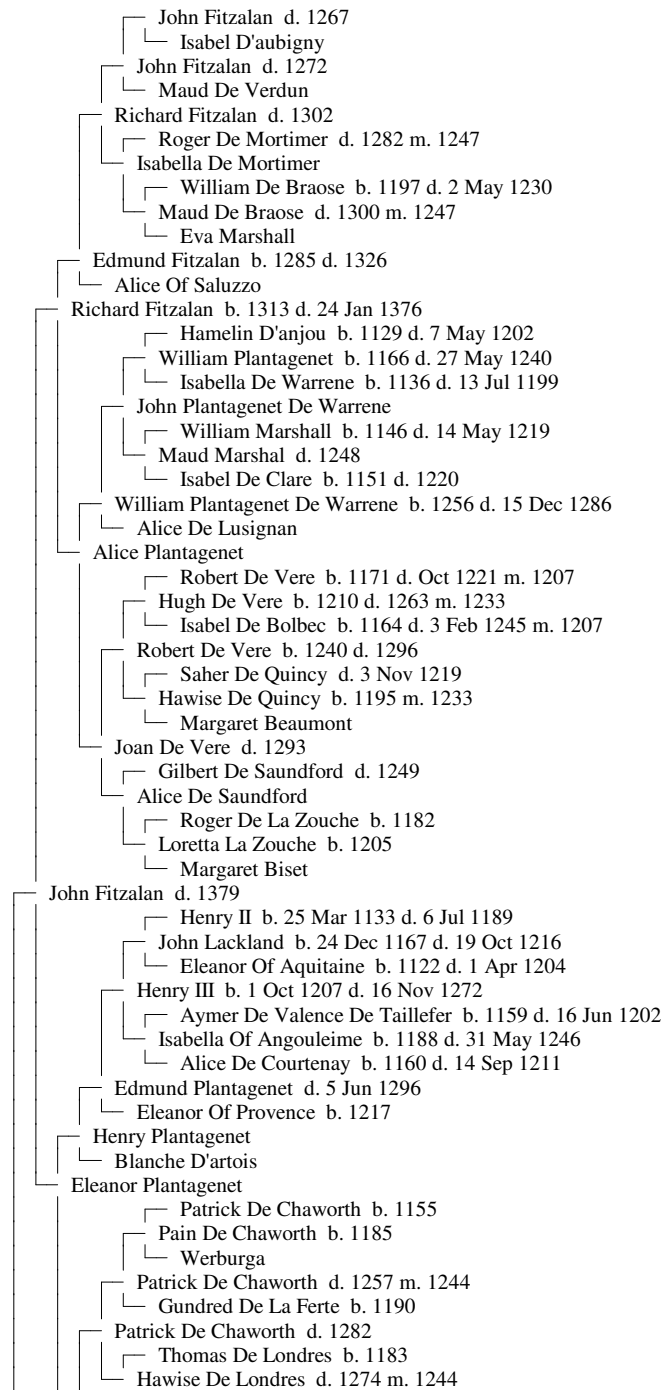 John Fitzalan d. 1267
Isabel D'aubigny
John Fitzalan d. 1272
Maud De Verdun
Richard Fitzalan d. 1302
Roger De Mortimer d. 1282 m. 1247
Isabella De Mortimer
William De Braose b. 1197 d. 2 May 1230
Maud De Braose d. 1300 m. 1247
Eva Marshall
Edmund Fitzalan b. 1285 d. 1326
Alice Of Saluzzo
Richard Fitzalan b. 1313 d. 24 Jan 1376
Hamelin D'anjou b. 1129 d. 7 May 1202
William Plantagenet b. 1166 d. 27 May 1240
Isabella De Warrene b. 1136 d. 13 Jul 1199
John Plantagenet De Warrene
William Marshall b. 1146 d. 14 May 1219
Maud Marshal d. 1248
Isabel De Clare b. 1151 d. 1220
William Plantagenet De Warrene b. 1256 d. 15 Dec 1286
Alice De Lusignan
Alice Plantagenet
Robert De Vere b. 1171 d. Oct 1221 m. 1207
Hugh De Vere b. 1210 d. 1263 m. 1233
Isabel De Bolbec b. 1164 d. 3 Feb 1245 m. 1207
Robert De Vere b. 1240 d. 1296
Saher De Quincy d. 3 Nov 1219
Hawise De Quincy b. 1195 m. 1233
Margaret Beaumont
Joan De Vere d. 1293
Gilbert De Saundford d. 1249
Alice De Saundford
Roger De La Zouche b. 1182
Loretta La Zouche b. 1205
Margaret Biset
John Fitzalan d. 1379
Henry II b. 25 Mar 1133 d. 6 Jul 1189
John Lackland b. 24 Dec 1167 d. 19 Oct 1216
Eleanor Of Aquitaine b. 1122 d. 1 Apr 1204
Henry III b. 1 Oct 1207 d. 16 Nov 1272
Aymer De Valence De Taillefer b. 1159 d. 16 Jun 1202
Isabella Of Angouleime b. 1188 d. 31 May 1246
Alice De Courtenay b. 1160 d. 14 Sep 1211
Edmund Plantagenet d. 5 Jun 1296
Eleanor Of Provence b. 1217
Henry Plantagenet
Blanche D'artois
Eleanor Plantagenet
Patrick De Chaworth b. 1155
Pain De Chaworth b. 1185
Werburga
Patrick De Chaworth d. 1257 m. 1244
Gundred De La Ferte b. 1190
Patrick De Chaworth d. 1282
Thomas De Londres b. 1183
Hawise De Londres d. 1274 m. 1244